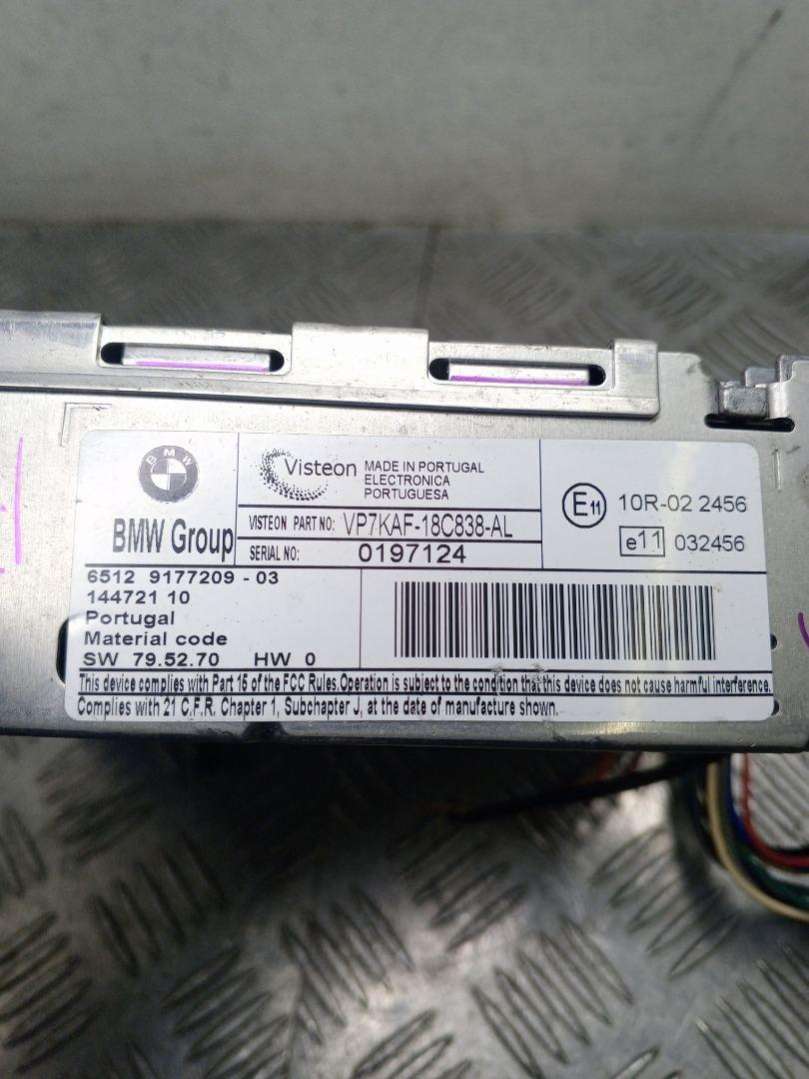 BMW
BMW Group
Visteon
MADE IN PORTUGAL
ELECTRONICA
PORTUGUESA
VISTEON PART NO: VP7KAF-18C838-AL
SERIAL NO: 0197124
E11 10R-02 2456
e11 032456
6512 9177209 - 03
144721 10
Portugal
Material code
SW 79.52.70 HW 0
This device complies with Part 15 of the FCC Rules.Operation is subject to the condition that this device does not cause harmful interference.
Complies with 21 C.F.R. Chapter 1, Subchapter J, at the date of manufacture shown.